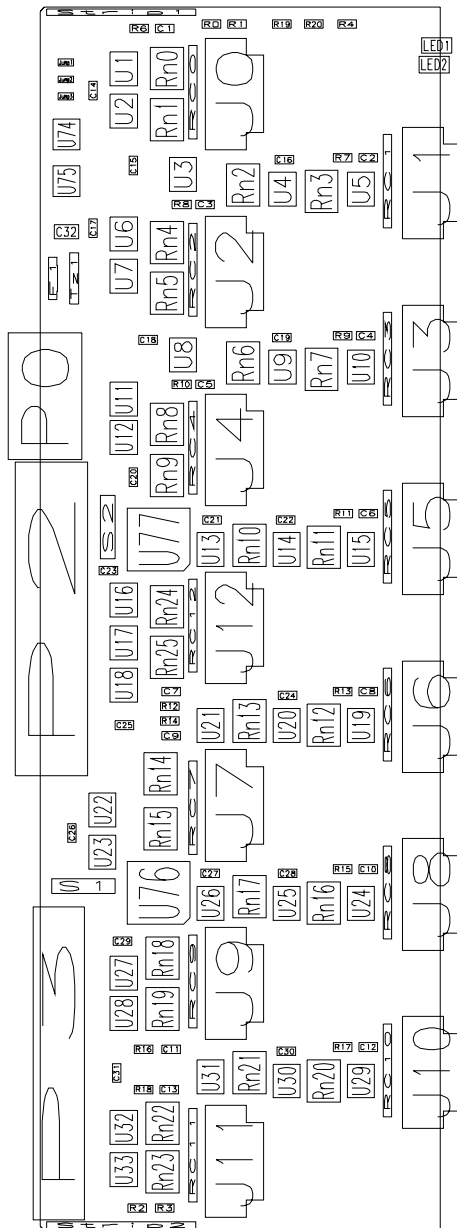 Strip1
R6 C1 R0 R1 R19 R20 R4
LED1
LED2
Jump1
Jump2
Jump3
C14
U1 Rn0 RC0 J0
U2 Rn1
U74
U75
C15 U3 C16 R7 C2
Rn2 U4 Rn3 U5 RC1 J1
R8 C3
C32 C17 U6 Rn4 RC2 J2
U7 Rn5
F1 TZ1
C18 U8 C19 R9 C4
Rn6 U9 Rn7 U10 RC3 J3
R10 C5
P0
U11 Rn8 RC4 J4
U12 Rn9
C20
P2
S2 U77 C21 C22 R11 C6
U13 Rn10 U14 Rn11 U15 RC5 J5
C23
U16 Rn24 RC12 J12
U17 Rn25
U18
C7 C24 R13 C8
R12
R14
C25 C9
U21 Rn13 U20 Rn12 U19 RC6 J6
Rn14 RC7 J7
U22 Rn15
C26 U23
S1 U76 C27 C28 R15 C10
U26 Rn17 U25 Rn16 U24 RC8 J8
P3
C29 Rn18 RC9 J9
U27
U28 Rn19
R16 C11 C30 R17 C12
C31 U31 Rn21 U30 Rn20 U29 RC10 J10
R18 C13
U32 Rn22 RC11 J11
U33 Rn23
R2 R3
Strip2